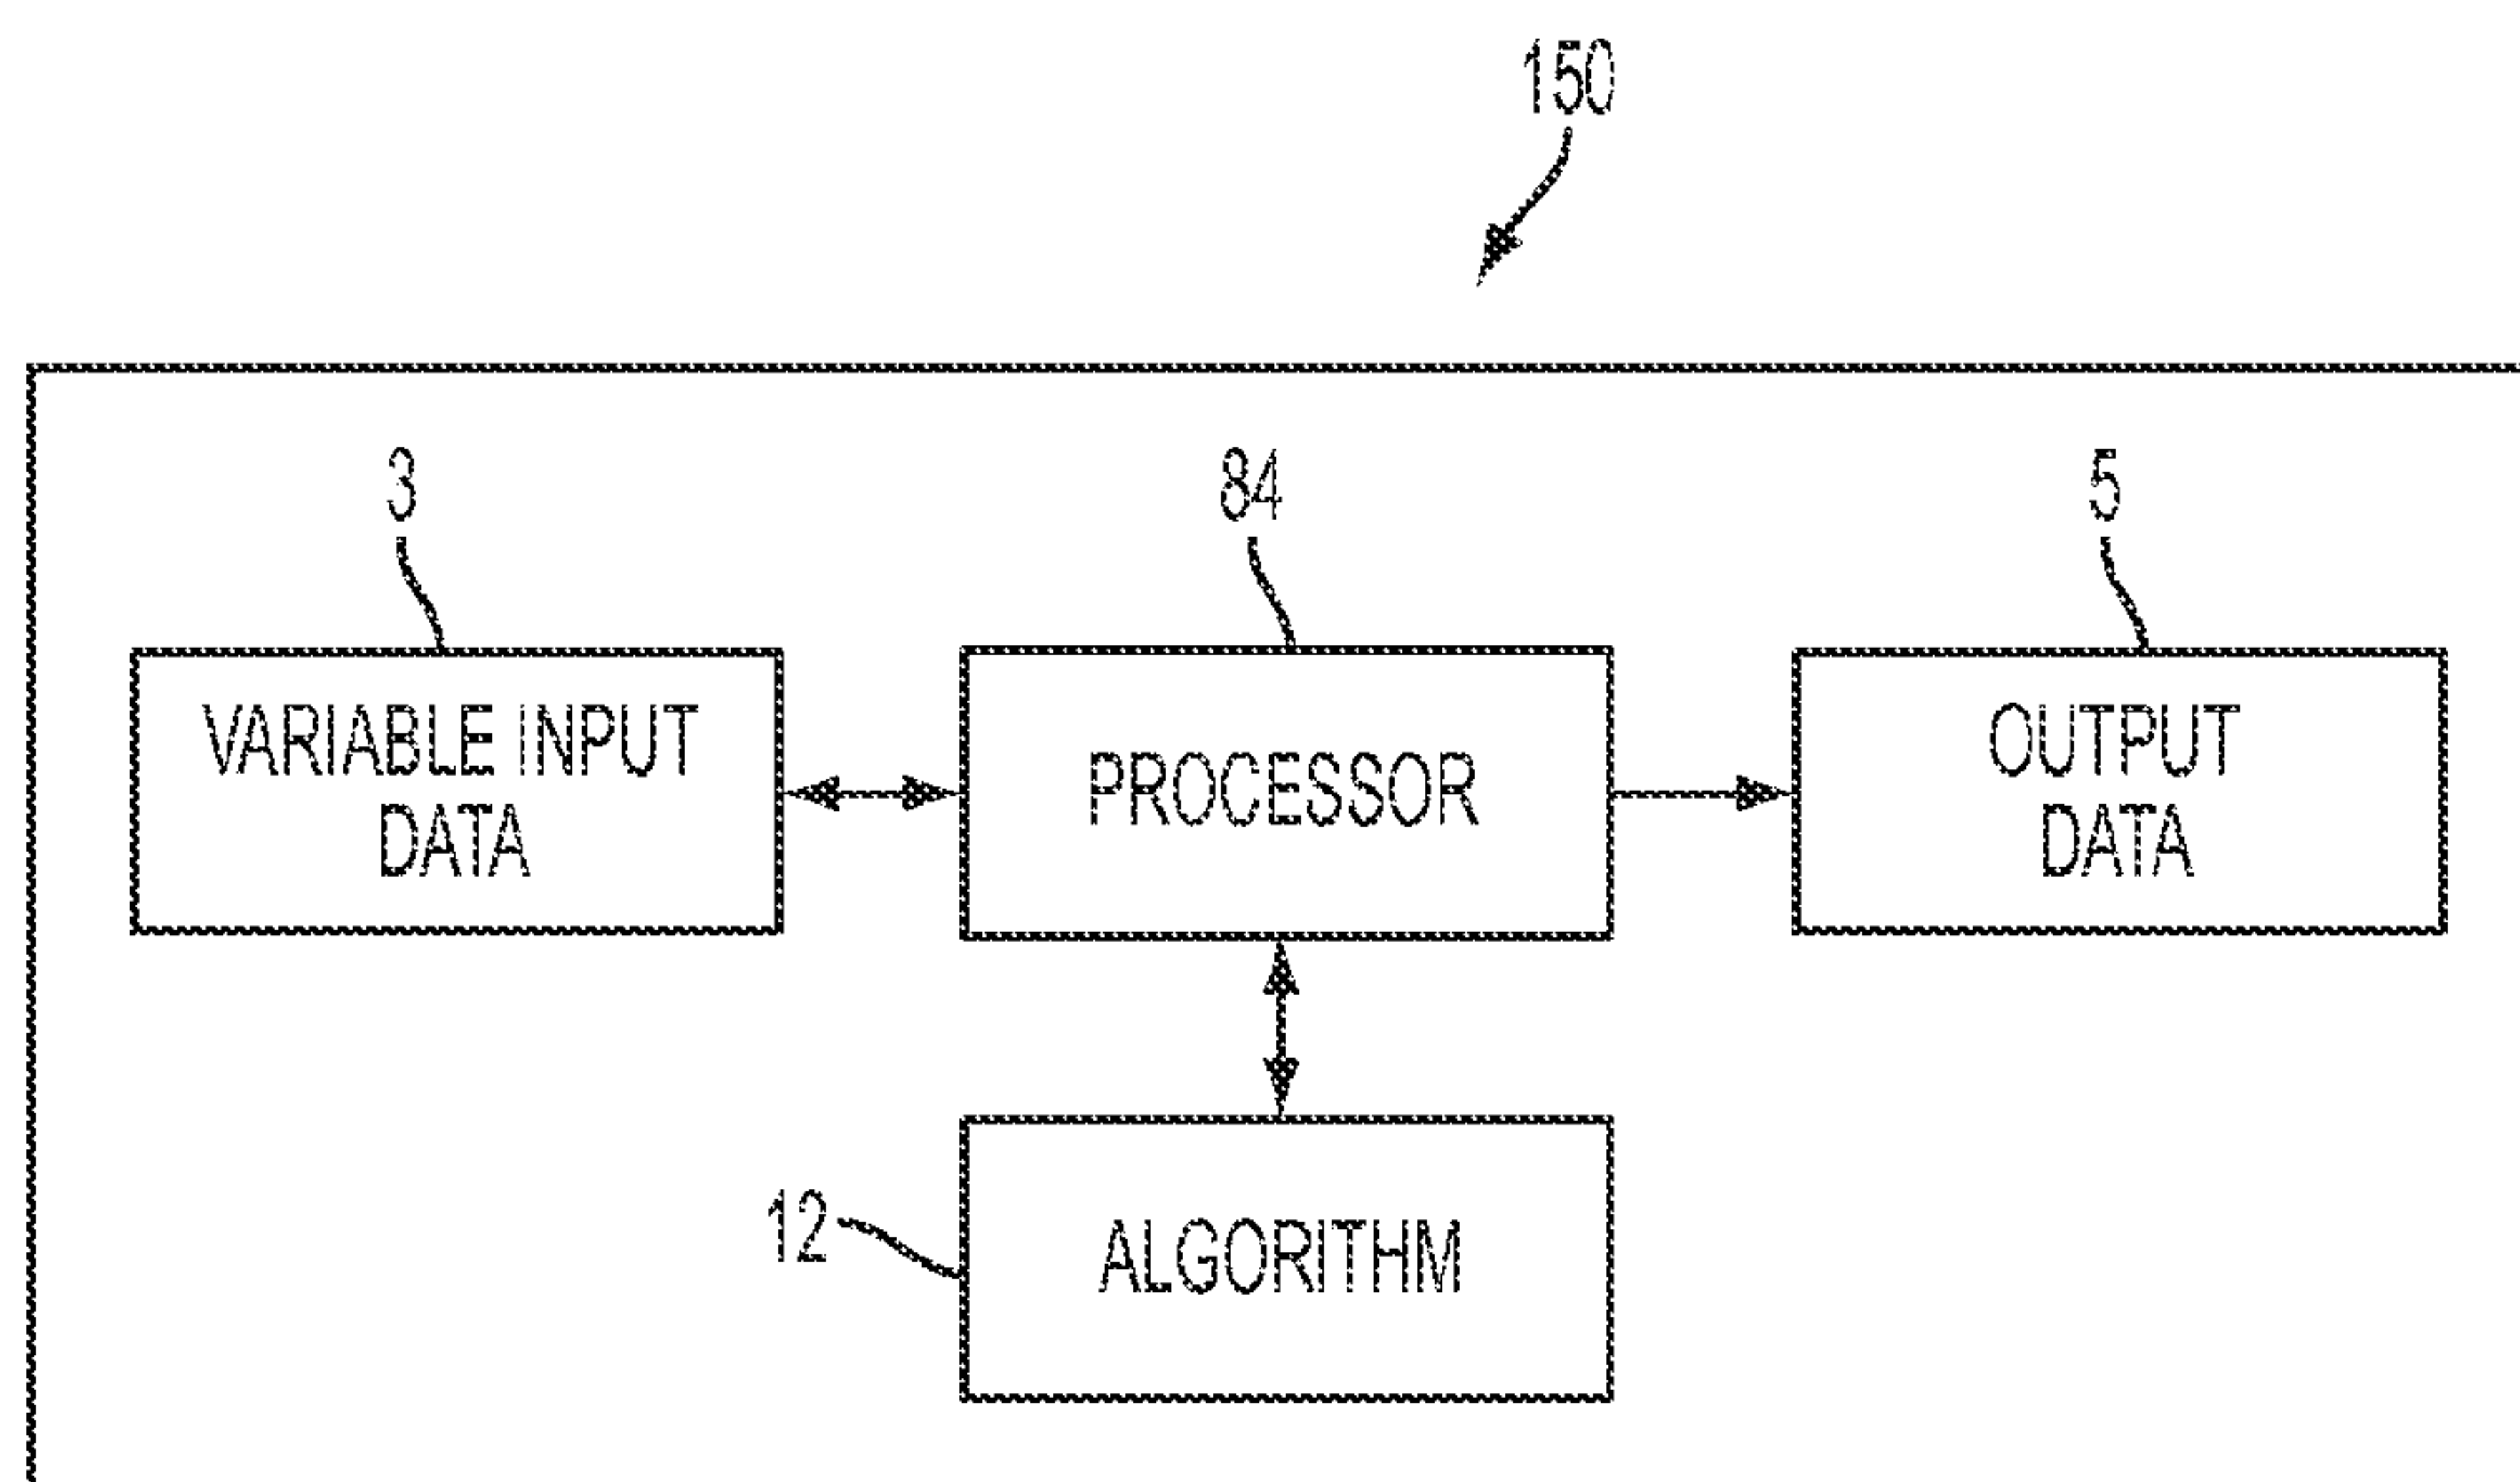 150
3
84
5
VARIABLE INPUT
DATA
PROCESSOR
OUTPUT
DATA
12
ALGORITHM